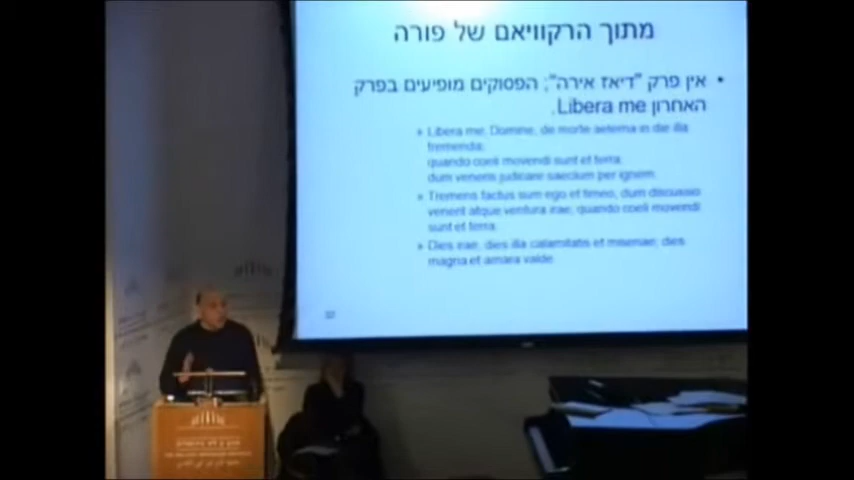 מתוך הרקוויאם של פורה
• אין פרק "דיאז אירה"; הפסוקים מופיעים בפרק
האחרון Libera me.
Libera me, Domine, de morte aeterna in die illa
tremenda;
quando coeli movendi sunt et terra;
dum veneris judicare saeculum per ignem.
Tremens factus sum ego et timeo, dum discussio
venerit atque ventura irae, quando coeli movendi
sunt et terra.
Dies irae, dies illa calamitatis et miseriae; dies
magna et amara valde